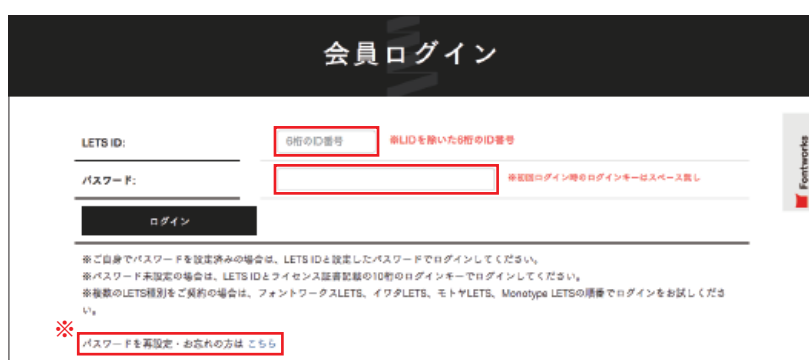 会員ログイン
LETS ID:
6桁のID番号
※LIDを除いた6桁のID番号
パスワード:
※初回ログイン時のログインキーはスペース無し
ログイン
※ご自身でパスワードを設定済みの場合は、LETS IDと設定したパスワードでログインしてください。
※パスワード未設定の場合は、LETS IDとライセンス証書記載の10桁のログインキーでログインしてください。
※複数のLETS種別をご契約の場合は、フォントワークスLETS、イワタLETS、モトヤLETS、Monotype LETSの順番でログインをお試しくださ
い。
※
パスワードを再設定・お忘れの方は こちら
Fontworks